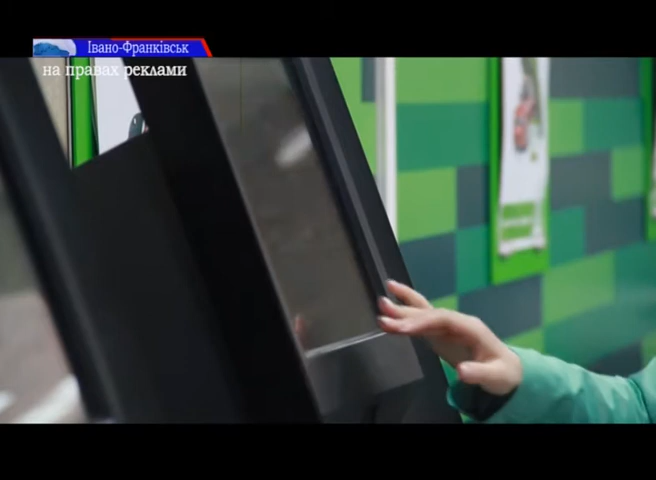 Івано-Франківськ
на правах реклами